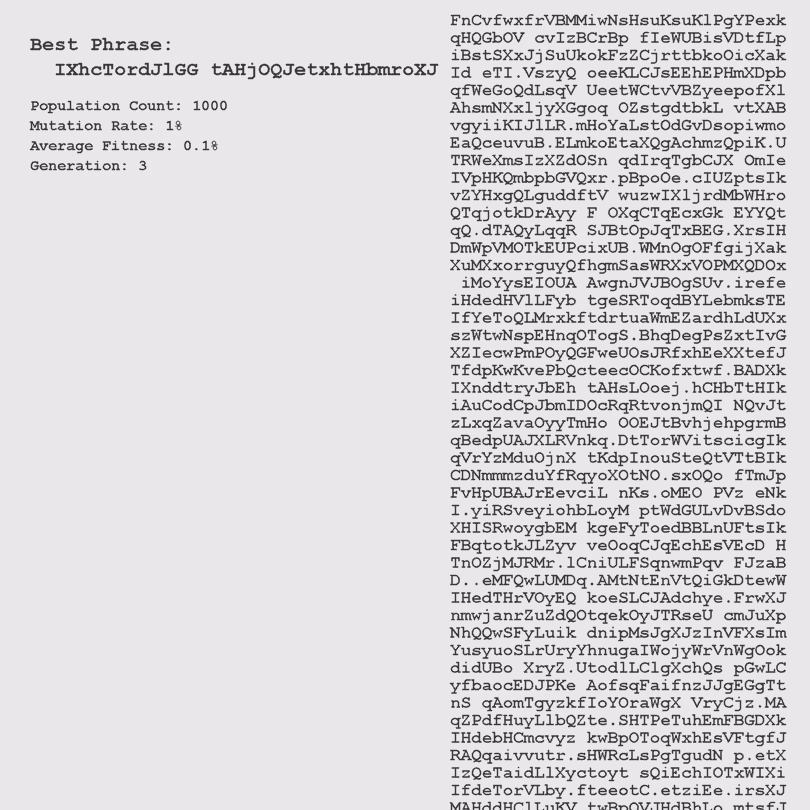 Best Phrase:
IXhcTordJlGG tAHjOQJetxhtHbmroXJ
Population Count: 1000
Mutation Rate: 1%
Average Fitness: 0.1%
Generation: 3
FnCvfwxfrVBMMiwNsHsuKsuKlPgYPexk
qHQGbOV cvIzBCrBp fIeWUBisVDtfLp
iBstSXxJjSuUkokFzZCjrttbkoOicXak
Id eTI.VszyQ oeeKLCJsEEhEPHmXDpb
qfWeGoQdLsqV UeetWCtvVBZyeepofXl
AhsmNXxljyXGgoq OZstgdtbkL vtXAB
vgyiiKIJlLR.mHoYaLstOdGvDsopiwmo
EaQceuvuB.ELmkoEtaXQgAchmzQpiK.U
TRWeXmsIzXZdOSn qdIrqTgbCJX OmIe
IVpHKQmbpbGVQxr.pBpoOe.cIUZptsIk
vZYHxgQLguddftV wuzwIXljrdMbWHro
QTqjotkDrAyy F OXqCTqEcxGk EYYQt
qQ.dTAQyLqqR SJBtOpJqTxBEG.XrsIH
DmWpVMOTkEUPcixUB.WMnOgOFfgijXak
XuMXxorrguyQfhgmSasWRXxVOPMXQDOx
iMoYysEIOUA AwgnJVJBOgSUv.irefe
iHdedHVlLFyb tgeSRToqdBYLebmksTE
IfYeToQLMrxkftdrtuaWmEZardhLdUXx
szWtwNspEHnqOTogS.BhqDegPsZxtIvG
XZIecwPmPOyQGFweUOsJRfxhEeXXtefJ
TfdpKwKvePbQcteecOCKofxtwf.BADXk
IXnddtryJbEh tAHsLOoej.hCHbTtHIk
iAuCodCpJbmIDOcRqRtvonjmQI NQvJt
zLxqZavaOyyTmHo OOEJtBvhjehpgrmB
qBedpUAJXLRVnkq.DtTorWVitscicgIk
qVrYzMduOjnX tKdpInouSteQtVTtBIk
CDNmmmzduYfRqyoXOtNO.sxOQo fTmJp
FvHpUBAJrEevciL nKs.oMEO PVz eNk
I.yiRSveyiohbLoyM ptWdGULvDvBSdo
XHISRwoygbEM kgeFyToedBBLnUFtsIk
FBqtotkJLZyv veOoqCJqEchEsVEcD H
TnOZjMJRMr.lCniULFSqnwmPqv FJzaB
D..eMFQwLUMDq.AMtNtEnVtQiGkDtewW
IHedTHrVOyEQ koeSLCJAdchye.FrwXJ
nmwjanrZuZdQOtqekOyJTRseU cmJuXp
NhQQwSFyLuik dnipMsJgXJzInVFXsIm
YusyuoSLrUryYhnugaIWojyWrVnWgOok
didUBo XryZ.UtodlLClgXchQs pGwLC
yfbaocEDJPKe AofsqFaifnzJJgEGgTt
nS qAomTgyzkfIoYOraWgX VryCjz.MA
qZPdfHuyLlbQZte.SHTPeTuhEmFBGDXk
IHdebHCmcvyz kwBpOToqWxhEsVFtgfJ
RAQqaivvutr.sHWRcLsPgTgudN p.etX
IzQeTaidLlXyctoyt sQiEchIOTxWIXi
IfdeTorVLby.fteeotC.etziEe.irsXJ